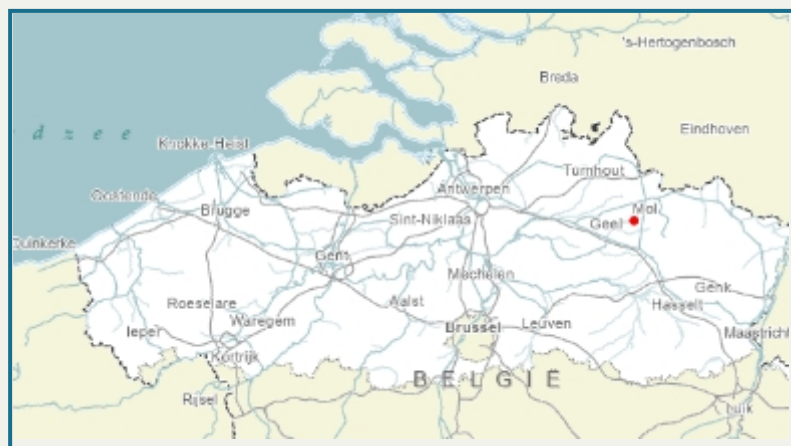 's-Hertogenbosch
Breda
Eindhoven
d z e e
Knokke-Heist
Turnhout
Oostende
Antwerpen
Brugge
Sint-Niklaas
Mol
Geel
Duinkerke
Gent
Mechelen
Genk
Roeselare
Aalst
Hasselt
Ieper
Waregem
Brussel
Leuven
Maastricht
Kortrijk
BELGIË
Rijsel
Luik